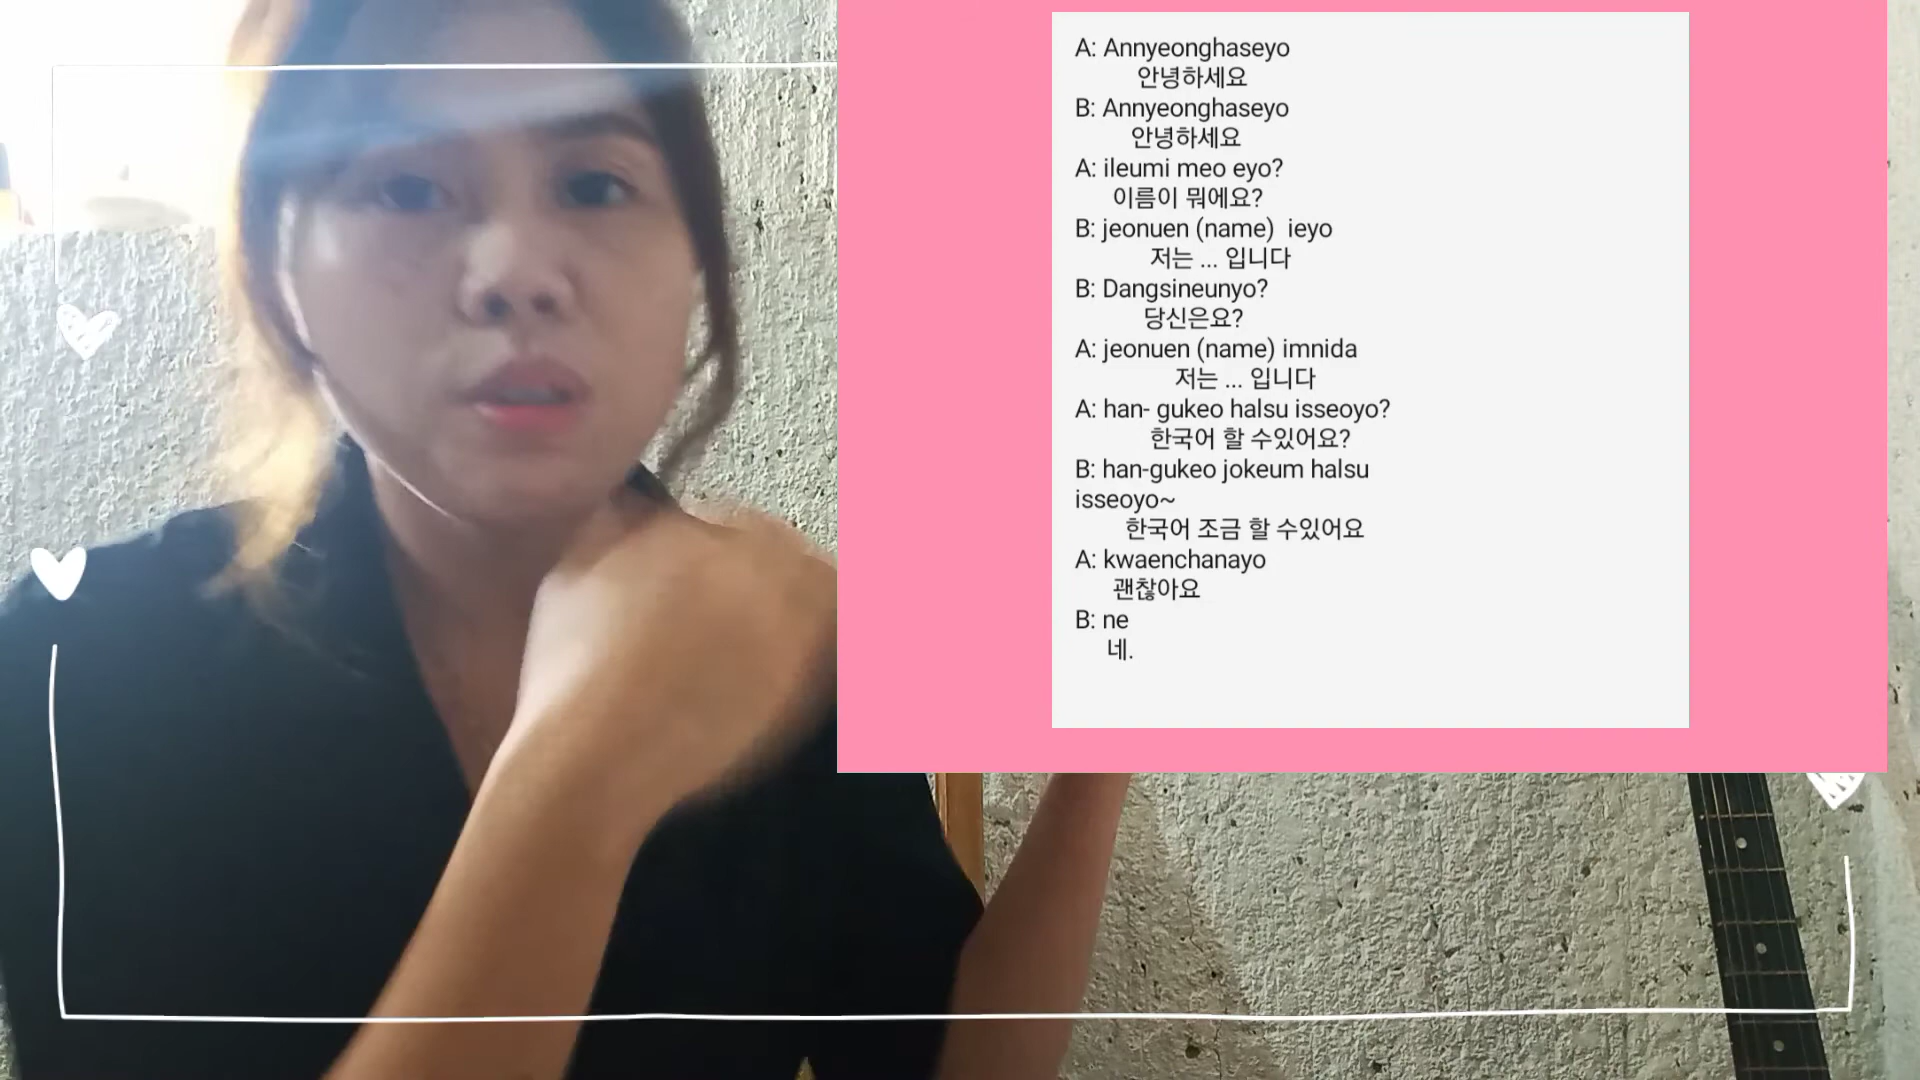 A: Annyeonghaseyo
안녕하세요
B: Annyeonghaseyo
안녕하세요
A: ileumi meo eyo?
이름이 뭐에요?
B: jeonuen (name)  ieyo
저는 ... 입니다
B: Dangsineunyo?
당신은요?
A: jeonuen (name) imnida
저는 ... 입니다
A: han- gukeo halsu isseoyo?
한국어 할 수있어요?
B: han-gukeo jokeum halsu
isseoyo~
한국어 조금 할 수있어요
A: kwaenchanayo
괜찮아요
B: ne
네.